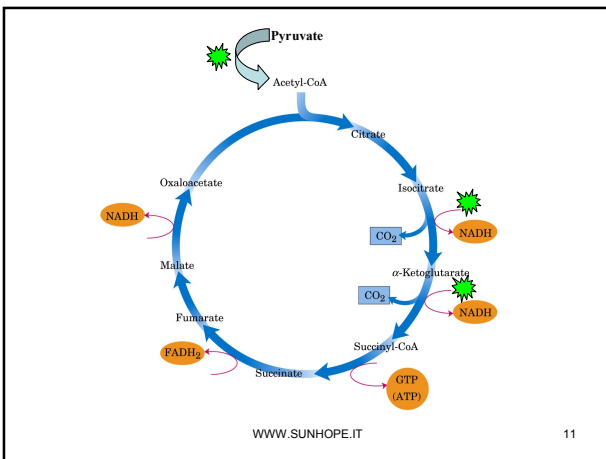 Pyruvate
Acetyl-CoA
Citrate
Isocitrate
CO2
NADH
α-Ketoglutarate
CO2
NADH
Succinyl-CoA
GTP
(ATP)
Succinate
FADH2
Fumarate
Malate
NADH
Oxaloacetate
WWW.SUNHOPE.IT
11